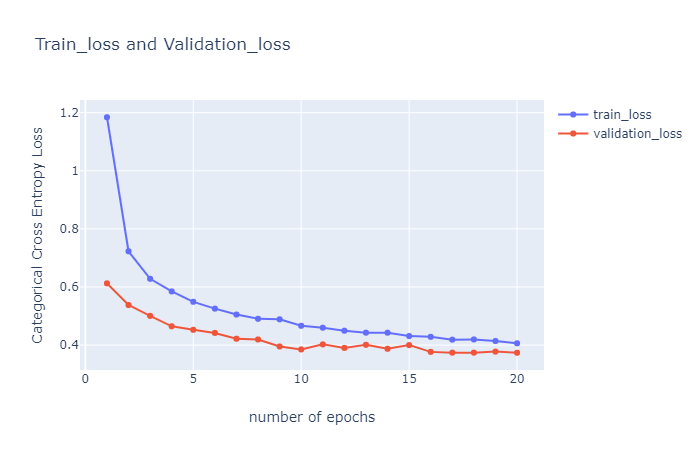 Train_loss and Validation_loss
train_loss
validation_loss
Categorical Cross Entropy Loss
1.2
1
0.8
0.6
0.4
0
5
10
15
20
number of epochs